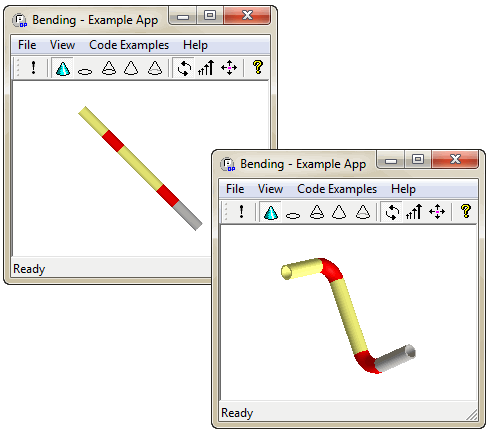 Bending - Example App
File View Code Examples Help
! ?
Ready
Bending - Example App
File View Code Examples Help
! ?
Ready